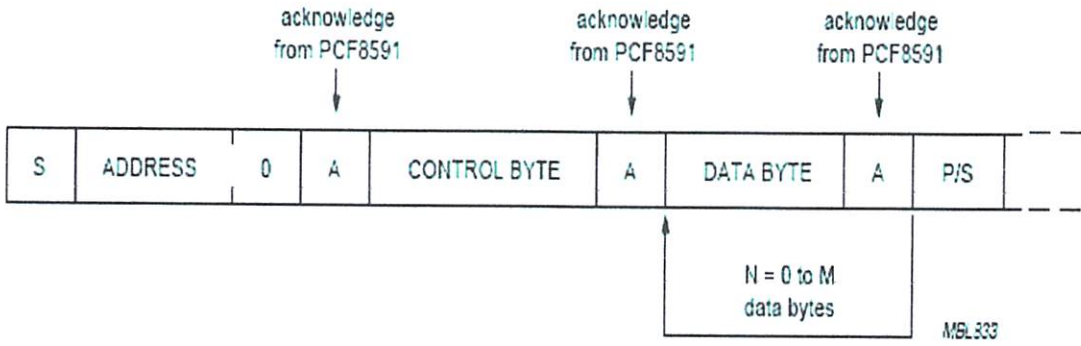 acknowledge
from PCF8591
acknowledge
from PCF8591
acknowledge
from PCF8591
S ADDRESS 0 A CONTROL BYTE A DATA BYTE A P/S
N = 0 to M
data bytes
MBL833